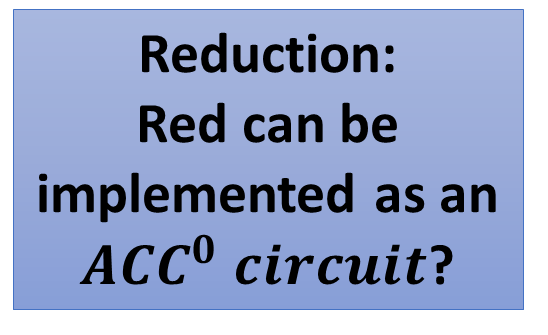 Reduction:
Red can be
implemented as an
ACC⁰ circuit?